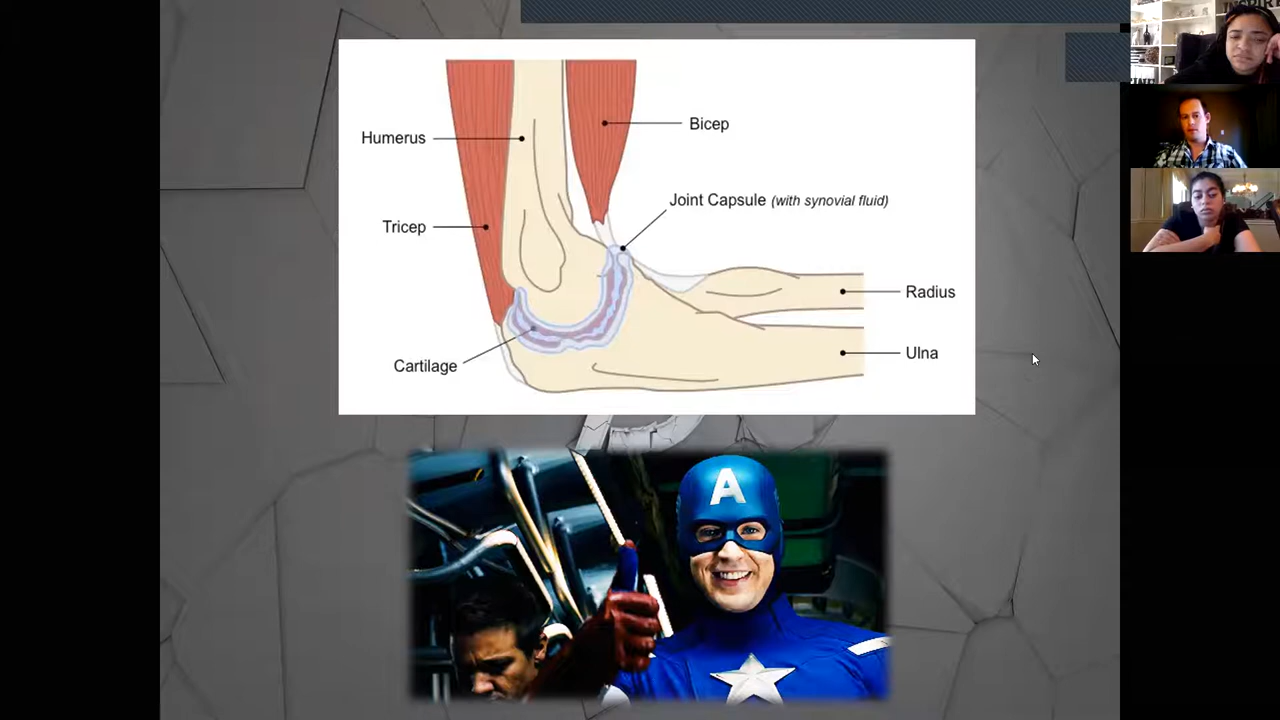 Humerus
Bicep
Joint Capsule (with synovial fluid)
Tricep
Radius
Ulna
Cartilage
A